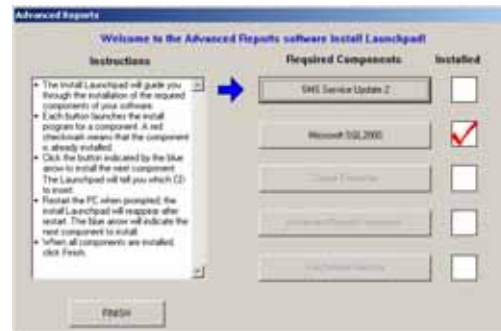 Advanced Reports
Welcome to the Advanced Reports software Install Launchpad!
Instructions
Required Components
Installed
• The Install Launchpad will guide you
through the installation of the required
components of your software.
• Each button launches the install
program for a component. A red
checkmark means that the component
is already installed.
• Click the button indicated by the blue
arrow to install the next component.
The Launchpad will tell you which CD
to insert.
• Restart the PC when prompted, the
install Launchpad will reappear after
restart. The blue arrow will indicate the
next component to install.
• When all components are installed,
click Finish.
SMS Service Update 2
Microsoft SQL2000
FINISH